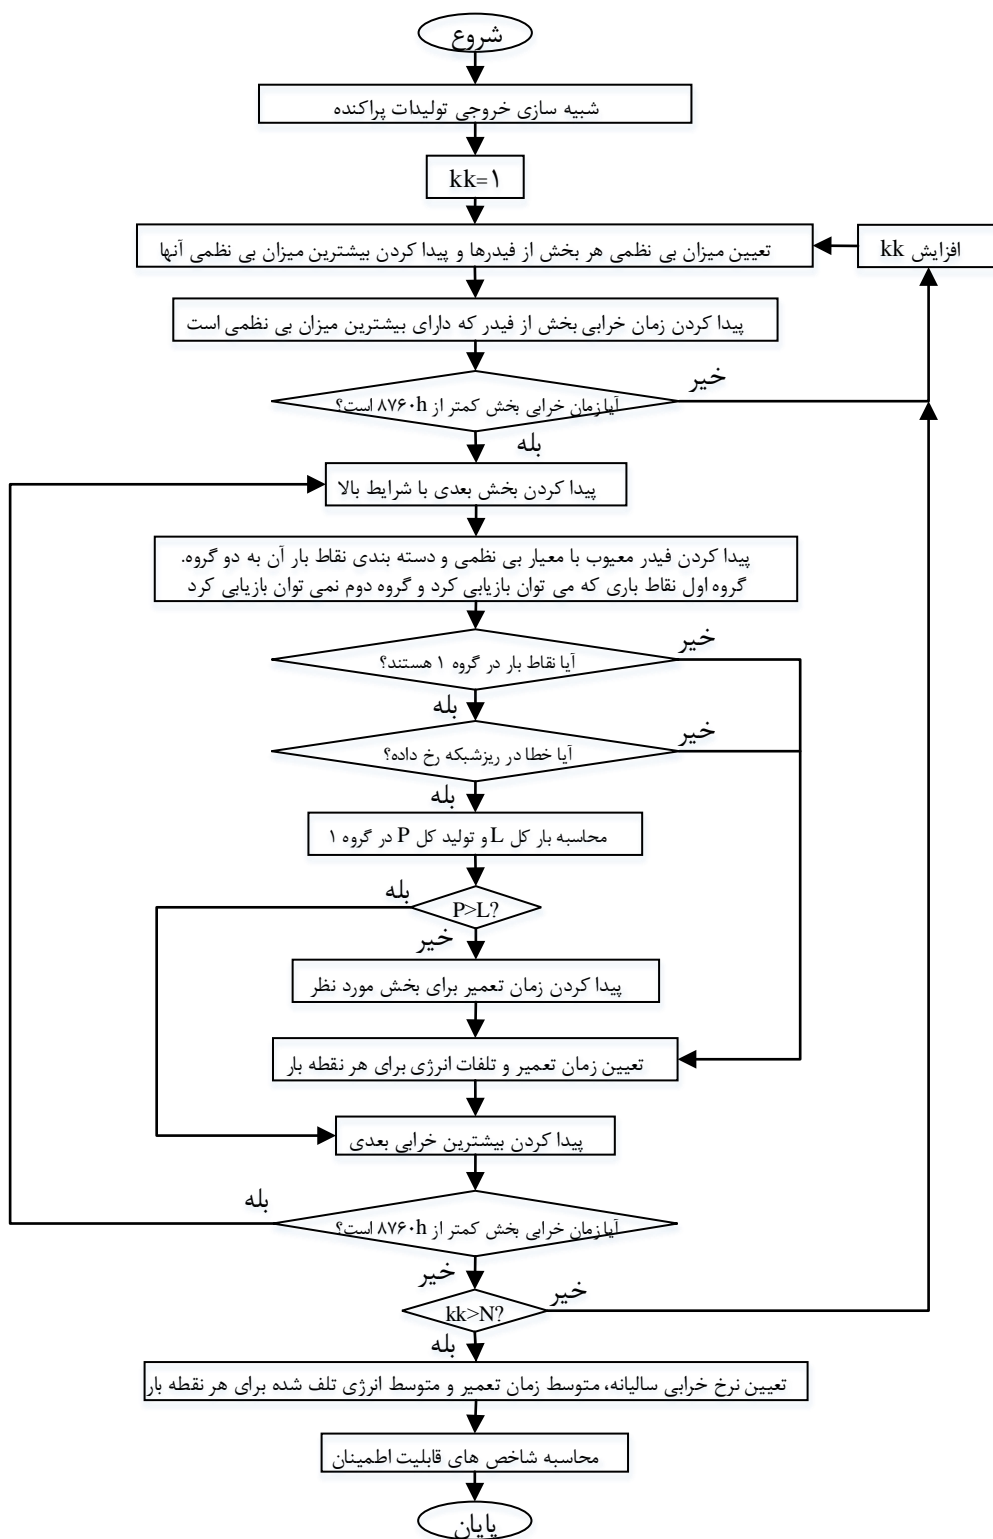 شروع
شبیه سازی خروجی تولیدات پراکنده
kk=۱
تعیین میزان بی نظمی هر بخش از فیدرها و پیدا کردن بیشترین میزان بی نظمی آنها
افزایش kk
پیدا کردن زمان خرابی بخش از فیدر که دارای بیشترین میزان بی نظمی است
خیر
آیا زمان خرابی بخش کمتر از ۸۷۶۰h است؟
بله
پیدا کردن بخش بعدی با شرایط بالا
پیدا کردن فیدر معیوب با معیار بی نظمی و دسته بندی نقاط بار آن به دو گروه.
گروه اول نقاط باری که می توان بازیابی کرد و گروه دوم نمی توان بازیابی کرد
خیر
آیا نقاط بار در گروه ۱ هستند؟
بله
خیر
آیا خطا در ریزشبکه رخ داده؟
بله
محاسبه بار کل L و تولید کل P در گروه ۱
بله
P>L?
خیر
پیدا کردن زمان تعمیر برای بخش مورد نظر
تعیین زمان تعمیر و تلفات انرژی برای هر نقطه بار
پیدا کردن بیشترین خرابی بعدی
بله
آیا زمان خرابی بخش کمتر از ۸۷۶۰h است؟
خیر
خیر
kk>N?
بله
تعیین نرخ خرابی سالیانه، متوسط زمان تعمیر و متوسط انرژی تلف شده برای هر نقطه بار
محاسبه شاخص های قابلیت اطمینان
پایان